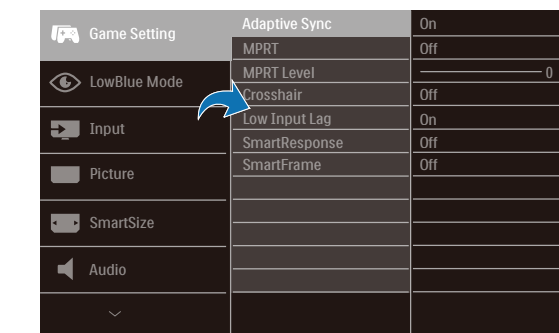 Game Setting
LowBlue Mode
Input
Picture
SmartSize
Audio
Adaptive Sync On
MPRT Off
MPRT Level 0
Crosshair Off
Low Input Lag On
SmartResponse Off
SmartFrame Off